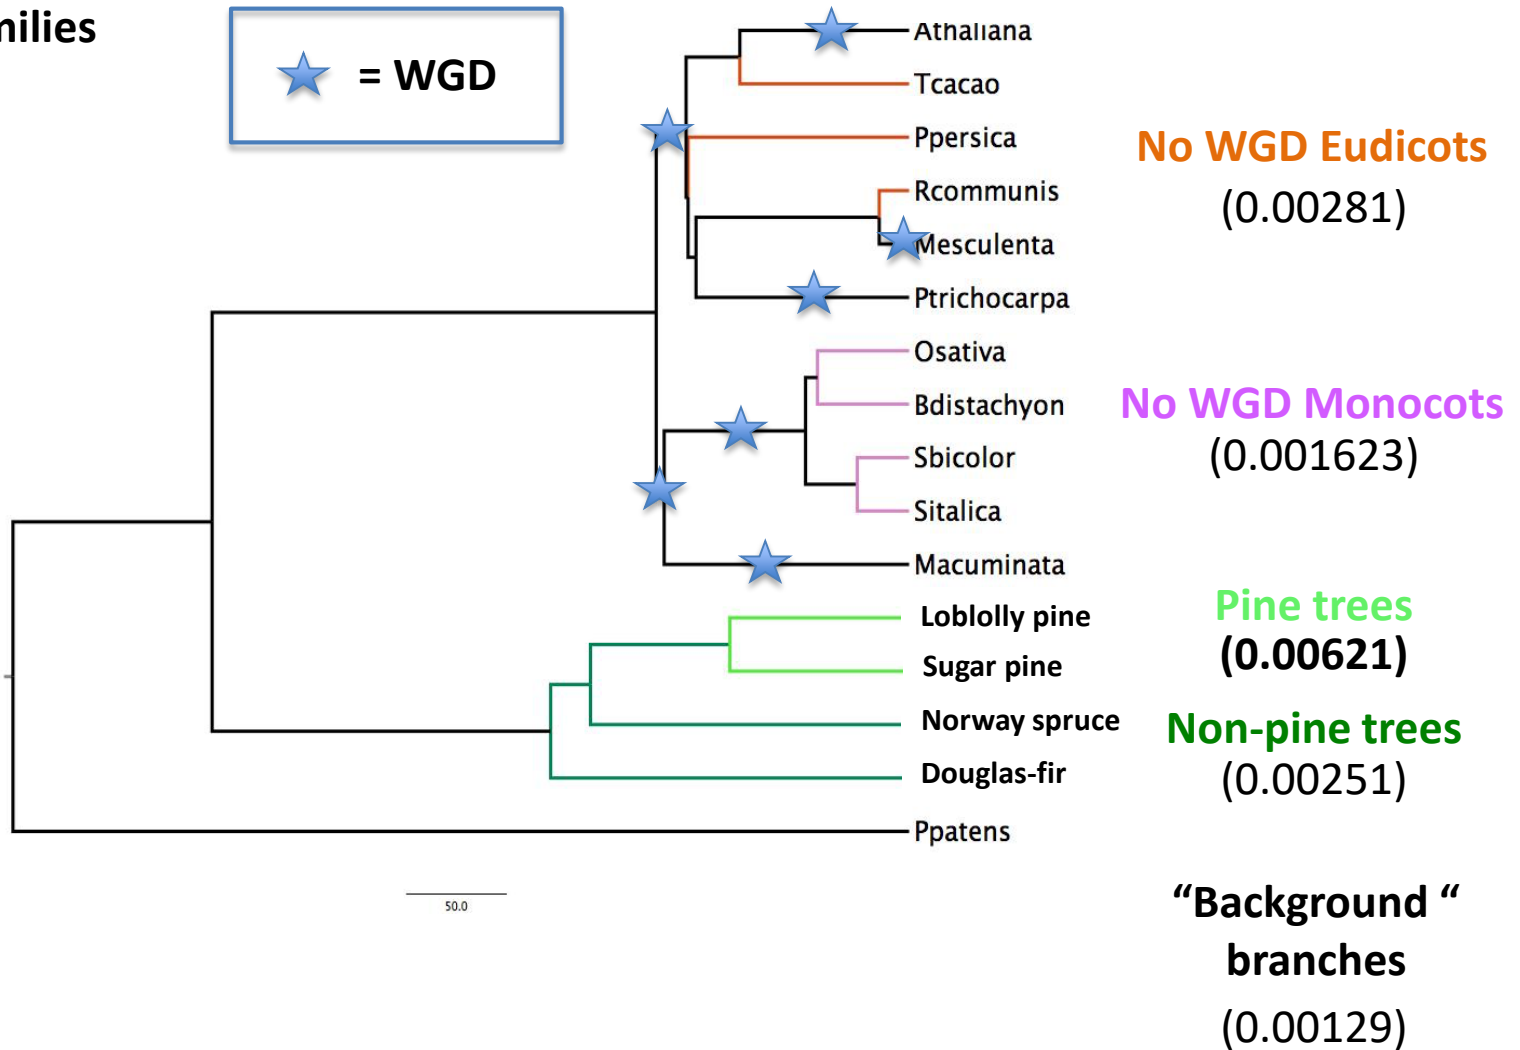 nilies
= WGD
Athaliana
Tcacao
Ppersica
Rcommunis
Mesculenta
Ptrichocarpa
Osativa
Bdistachyon
Sbicolor
Sitalica
Macuminata
Loblolly pine
Sugar pine
Norway spruce
Douglas-fir
Ppatens
50.0
No WGD Eudicots
(0.00281)
No WGD Monocots
(0.001623)
Pine trees
(0.00621)
Non-pine trees
(0.00251)
“Background “
branches
(0.00129)